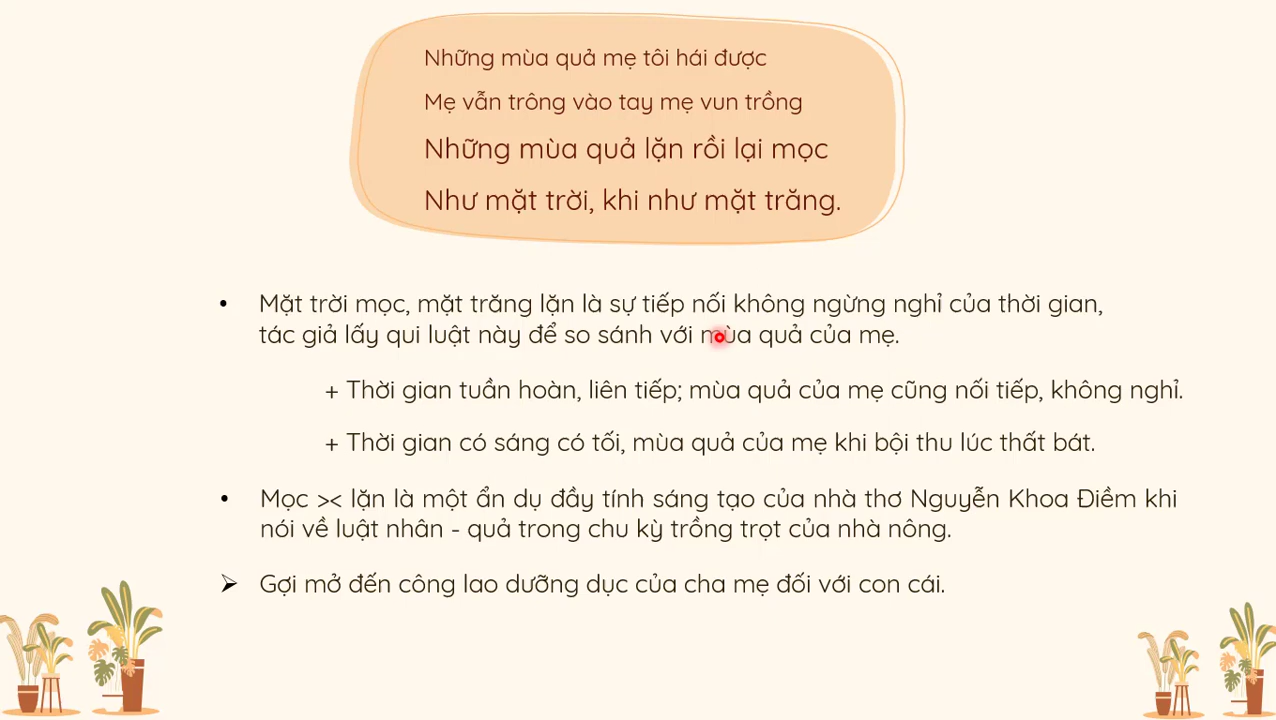 Những mùa quả mẹ tôi hái được
Mẹ vẫn trông vào tay mẹ vun trồng
Những mùa quả lặn rồi lại mọc
Như mặt trời, khi như mặt trăng.
• Mặt trời mọc, mặt trăng lặn là sự tiếp nối không ngừng nghỉ của thời gian,
tác giả lấy qui luật này để so sánh với mùa quả của mẹ.
+ Thời gian tuần hoàn, liên tiếp; mùa quả của mẹ cũng nối tiếp, không nghỉ.
+ Thời gian có sáng có tối, mùa quả của mẹ khi bội thu lúc thất bát.
• Mọc >< lặn là một ẩn dụ đầy tính sáng tạo của nhà thơ Nguyễn Khoa Điềm khi
nói về luật nhân - quả trong chu kỳ trồng trọt của nhà nông.
➢ Gợi mở đến công lao dưỡng dục của cha mẹ đối với con cái.